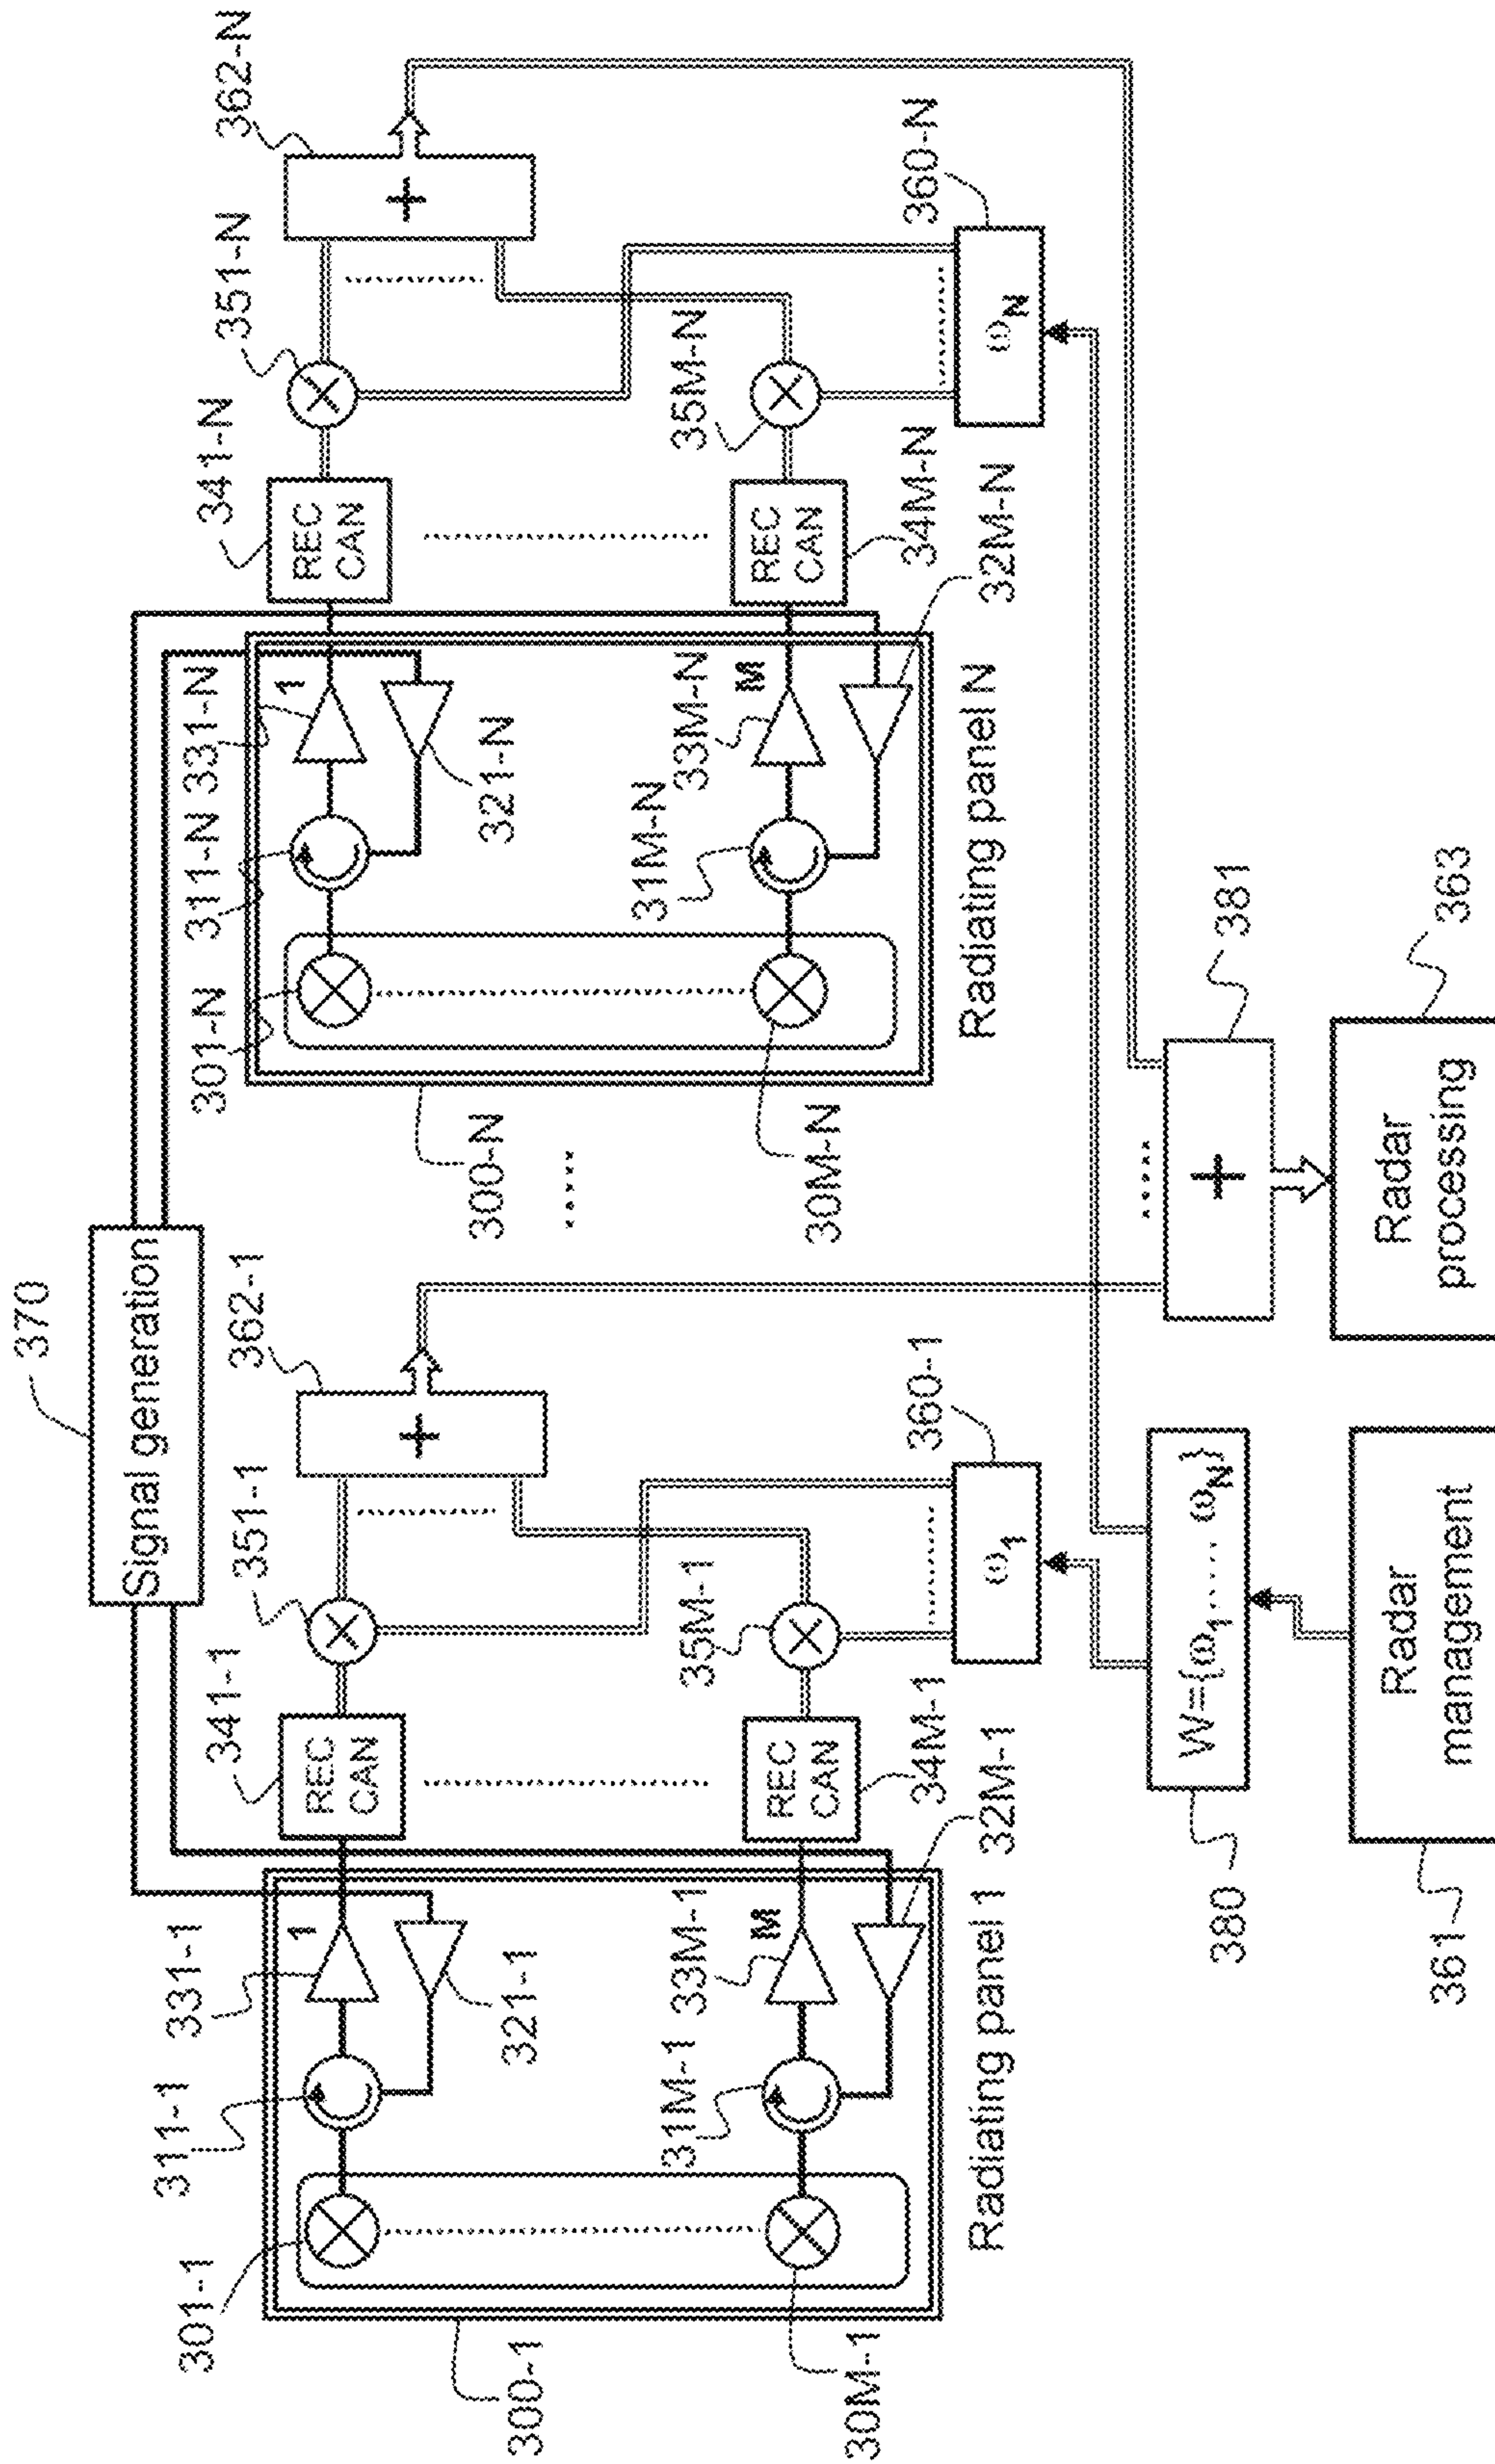 370
Signal generation
301-1
311-1
331-1
1
341-1
REC
CAN
351-1
362-1
+
321-1
300-1
30M-1
31M-1
33M-1
M
35M-1
REC
CAN
34M-1
32M-1
360-1
ω1
Radiating panel 1
301-N
311-N
331-N
1
341-N
REC
CAN
351-N
362-N
+
321-N
300-N
.....
30M-N
31M-N
33M-N
M
35M-N
REC
CAN
34M-N
32M-N
360-N
ωN
Radiating panel N
380
W={ω1..... ωN}
.....
+
381
361
Radar
management
Radar
processing
363